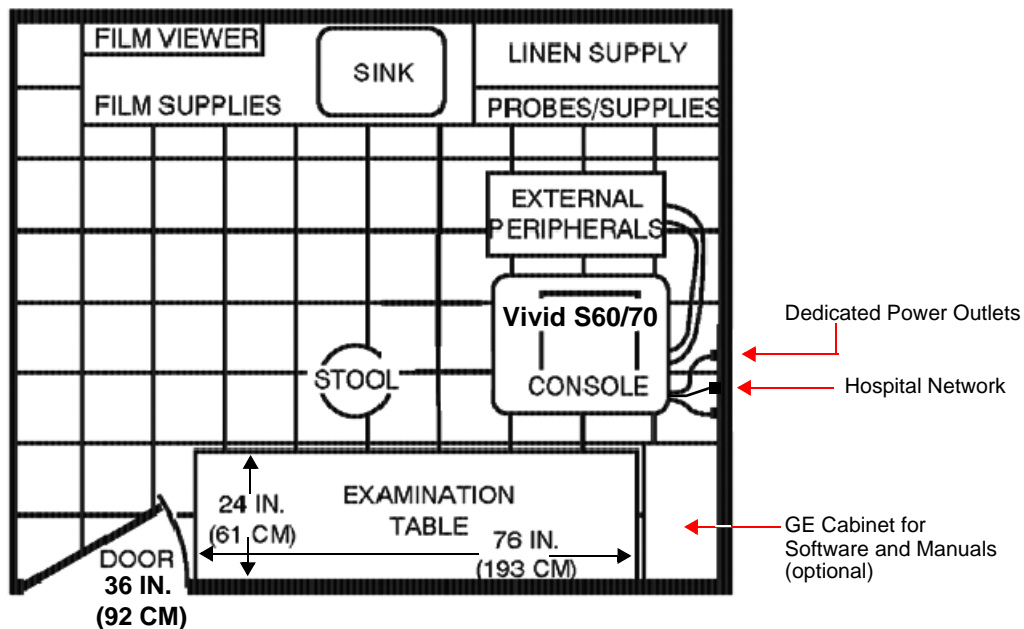 FILM VIEWER
SINK
LINEN SUPPLY
FILM SUPPLIES
PROBES/SUPPLIES
EXTERNAL
PERIPHERALS
Vivid S60/70
CONSOLE
STOOL
Dedicated Power Outlets
Hospital Network
EXAMINATION
TABLE
24 IN.
(61 CM)
76 IN.
(193 CM)
GE Cabinet for
Software and Manuals
(optional)
DOOR
36 IN.
(92 CM)